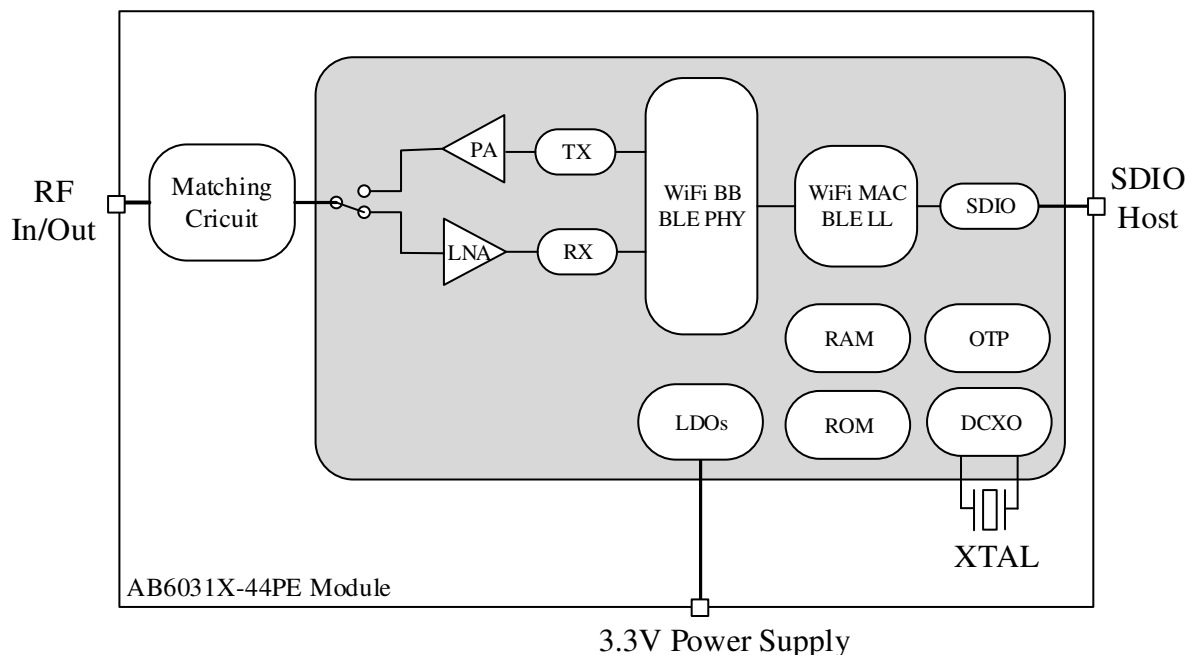 RF
In/Out
Matching
Cricuit
PA
TX
LNA
RX
WiFi BB
BLE PHY
WiFi MAC
BLE LL
SDIO
SDIO
Host
RAM
OTP
LDOs
ROM
DCXO
XTAL
AB6031X-44PE Module
3.3V Power Supply